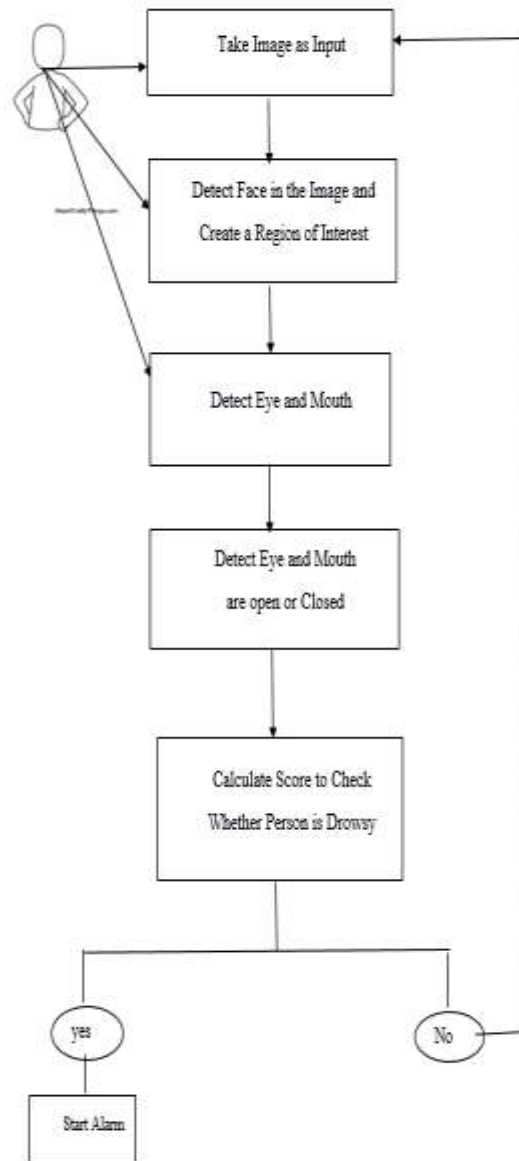 Take Image as Input
Detect Face in the Image and
Create a Region of Interest
Detect Eye and Mouth
Detect Eye and Mouth
are open or Closed
Calculate Score to Check
Whether Person is Drowsy
yes
No
Start Alarm